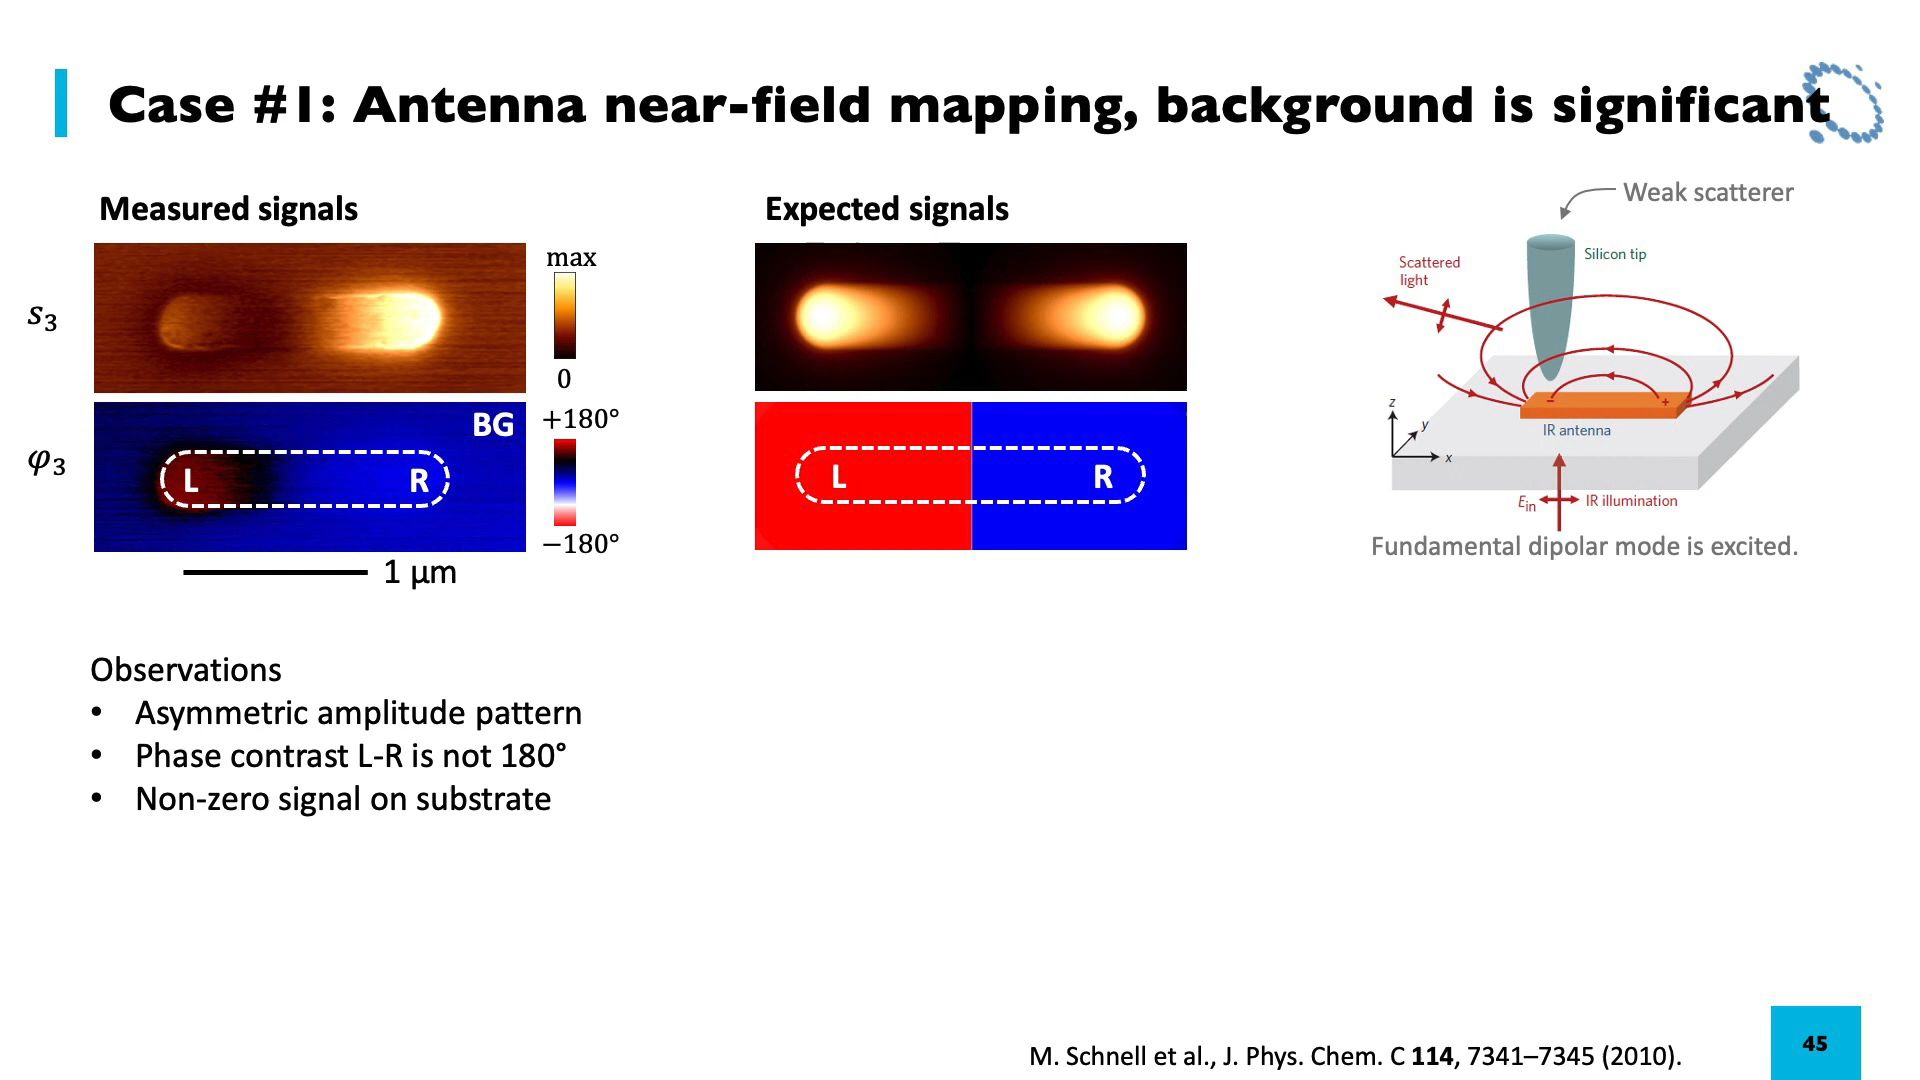 Case #1: Antenna near-field mapping, background is significant
Measured signals
s₃
max
0
φ₃
BG
L
R
+180°
−180°
1 µm
Expected signals
L
R
Weak scatterer
Silicon tip
Scattered
light
−
+
IR antenna
z
y
x
Ein
IR illumination
Fundamental dipolar mode is excited.
Observations
• Asymmetric amplitude pattern
• Phase contrast L-R is not 180°
• Non-zero signal on substrate
M. Schnell et al., J. Phys. Chem. C 114, 7341–7345 (2010).
45